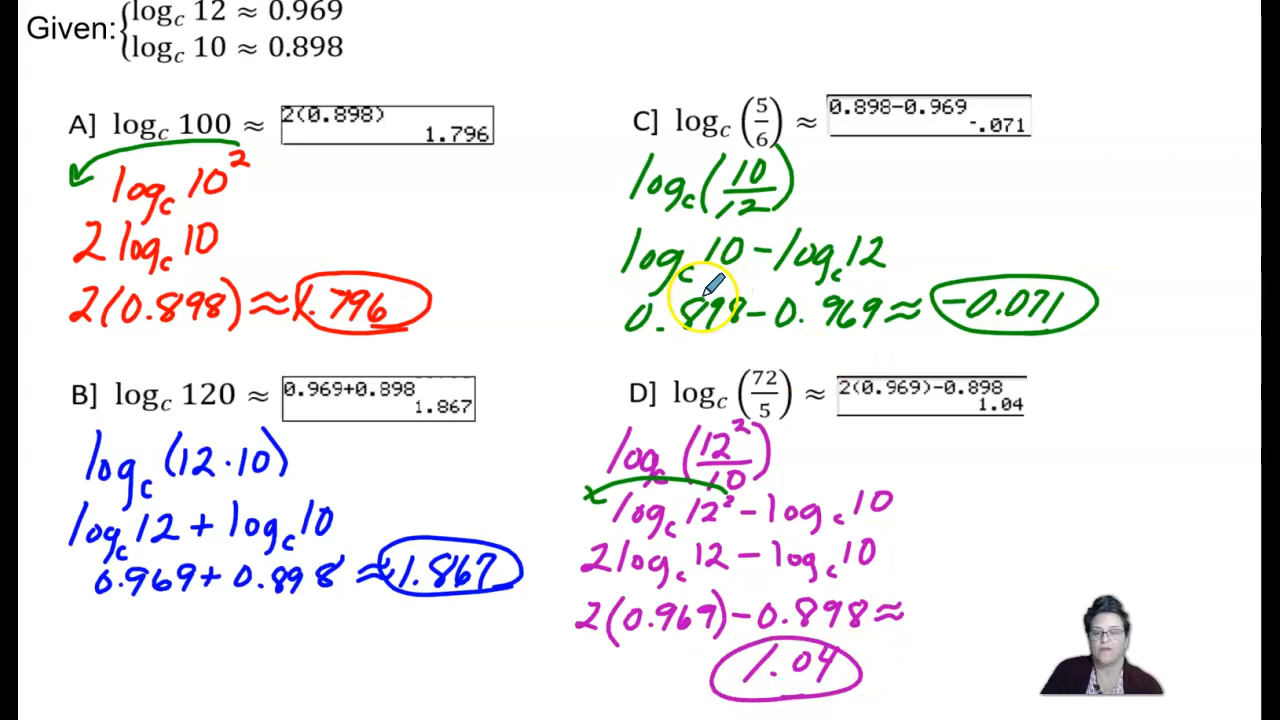 Given: { log_c 12 ≈ 0.969
log_c 10 ≈ 0.898
A] log_c 100 ≈ 2(0.898)
1.796
log_c 10^2
2 log_c 10
2(0.898) ≈ 1.796
B] log_c 120 ≈ 0.969+0.898
1.867
log_c (12·10)
log_c 12 + log_c 10
0.969 + 0.898 ≈ 1.867
C] log_c (5/6) ≈ 0.898-0.969
-.071
log_c (10/12)
log_c 10 - log_c 12
0.898 - 0.969 ≈ -0.071
D] log_c (72/5) ≈ 2(0.969)-0.898
1.04
log_c (12^2/10)
log_c 12^2 - log_c 10
2 log_c 12 - log_c 10
2(0.969) - 0.898 ≈
1.04